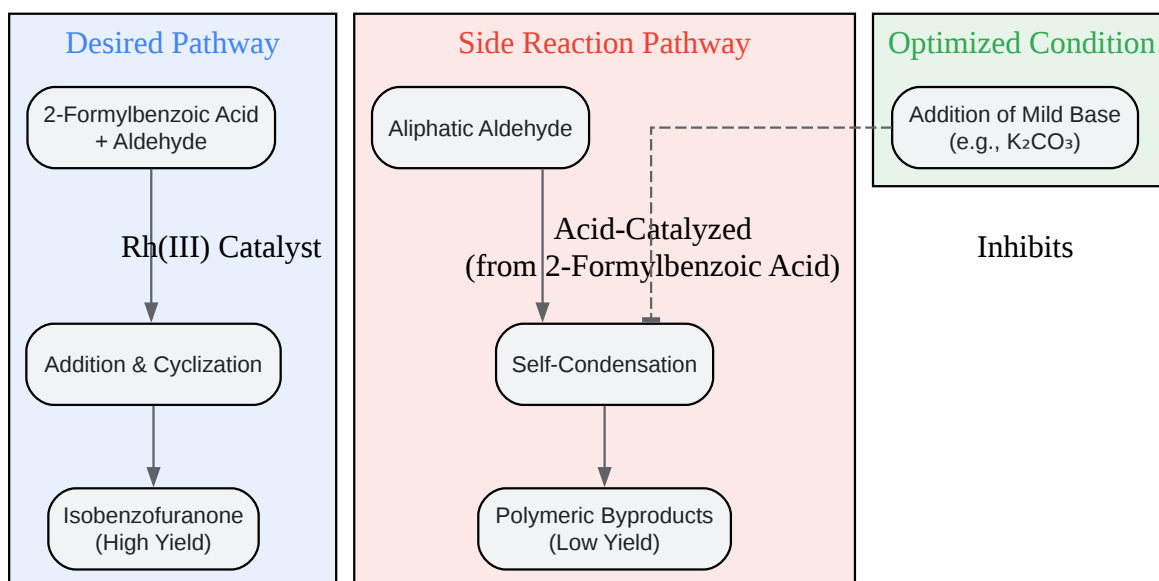 Desired Pathway
2-Formylbenzoic Acid
+ Aldehyde
Rh(III) Catalyst
Addition & Cyclization
Isobenzofuranone
(High Yield)
Side Reaction Pathway
Aliphatic Aldehyde
Acid-Catalyzed
(from 2-Formylbenzoic Acid)
Self-Condensation
Polymeric Byproducts
(Low Yield)
Optimized Condition
Addition of Mild Base
(e.g., K₂CO₃)
Inhibits